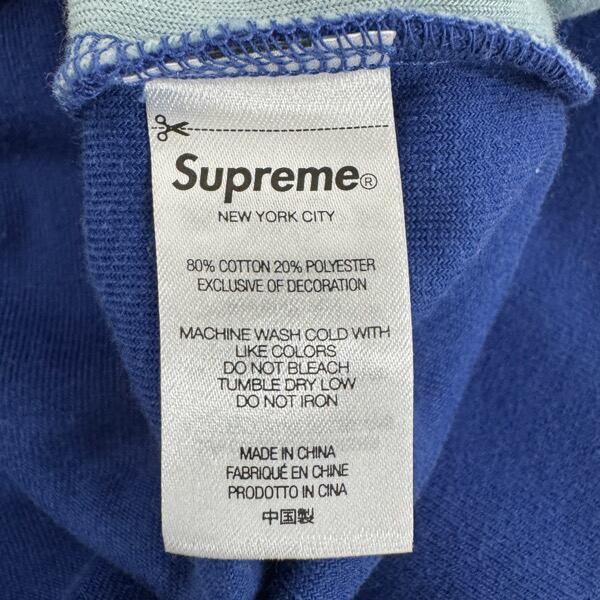 Supreme®
NEW YORK CITY
80% COTTON 20% POLYESTER
EXCLUSIVE OF DECORATION
MACHINE WASH COLD WITH
LIKE COLORS
DO NOT BLEACH
TUMBLE DRY LOW
DO NOT IRON
MADE IN CHINA
FABRIQUÉ EN CHINE
PRODOTTO IN CINA
中国製